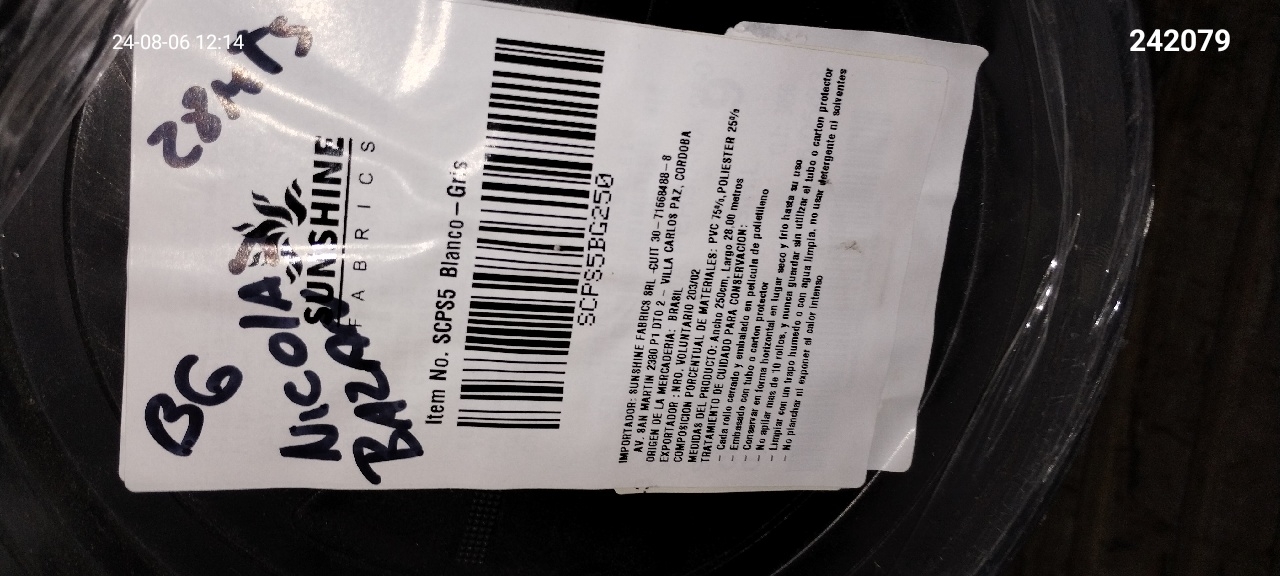 24-08-06 12:14
242079
BG
28 MTS
NICOLA
BAZAN
SUNSHINE
FABRICS
Item No. SCPS5 Blanco-Gris
SCPS5BG250
IMPORTADOR: SUNSHINE FABRICS SRL -CUIT 30-71668488-8
AV. SAN MARTIN 2380 P1 DTO 2 - VILLA CARLOS PAZ, CORDOBA
ORIGEN DE LA MERCADERIA: BRASIL
EXPORTADOR: NRO. VOLUNTARIO 203/02
COMPOSICION PORCENTUAL DE MATERIALES: PVC 75%, POLIESTER 25%
MEDIDAS DEL PRODUCTO: Ancho 250cm, Largo 28.00 metros
TRATAMIENTO DE CUIDADO PARA CONSERVACION:
- Cada rollo cerrado y embalado en pelicula de polietileno
- Embasado con tubo o carton protector
- Conservar en forma horizontal en lugar seco y frio hasta su uso
- No apilar mas de 10 rollos, y nunca guardar sin utilizar el tubo o carton protector
- Limpiar con un trapo humedo o con agua limpia, no usar detergente ni solventes
- No planchar ni exponer al calor intenso